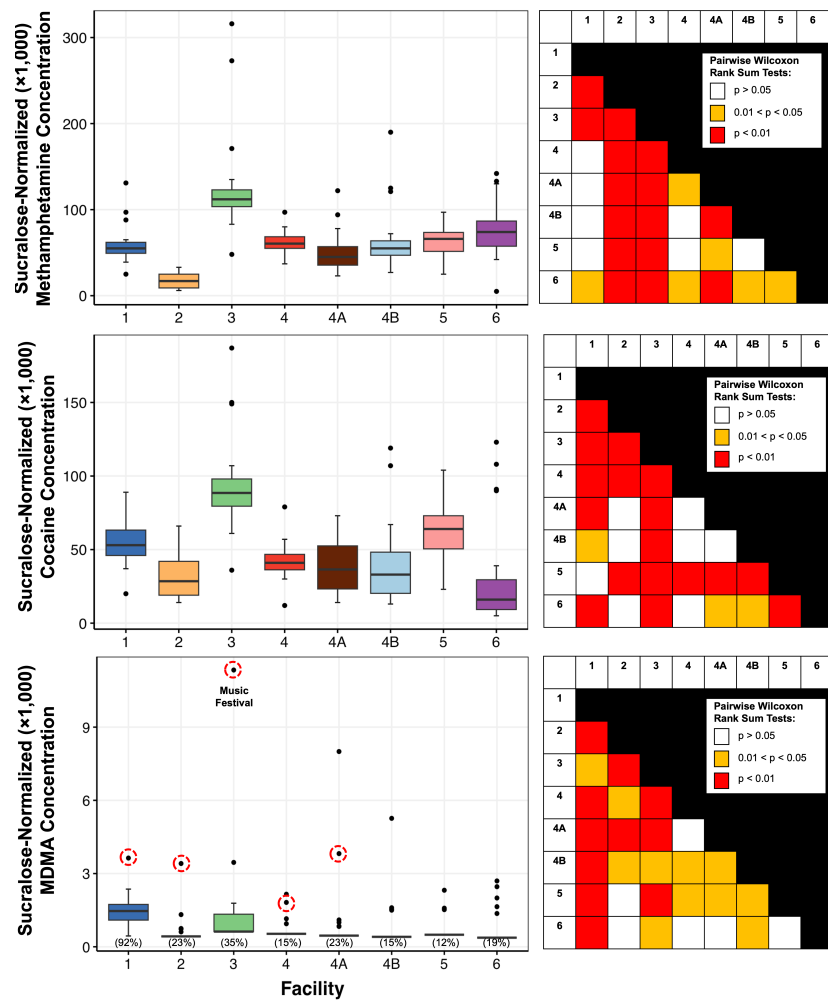 Sucralose-Normalized (×1,000)
Methamphetamine Concentration
300
200
100
0
1 2 3 4 4A 4B 5 6
1 2 3 4 4A 4B 5 6
1
2
3
4
4A
4B
5
6
Pairwise Wilcoxon
Rank Sum Tests:
p > 0.05
0.01 < p < 0.05
p < 0.01
Sucralose-Normalized (×1,000)
Cocaine Concentration
150
100
50
0
1 2 3 4 4A 4B 5 6
1 2 3 4 4A 4B 5 6
1
2
3
4
4A
4B
5
6
Pairwise Wilcoxon
Rank Sum Tests:
p > 0.05
0.01 < p < 0.05
p < 0.01
Sucralose-Normalized (×1,000)
MDMA Concentration
9
6
3
0
Music
Festival
(92%) (23%) (35%) (15%) (23%) (15%) (12%) (19%)
1 2 3 4 4A 4B 5 6
Facility
1 2 3 4 4A 4B 5 6
1
2
3
4
4A
4B
5
6
Pairwise Wilcoxon
Rank Sum Tests:
p > 0.05
0.01 < p < 0.05
p < 0.01